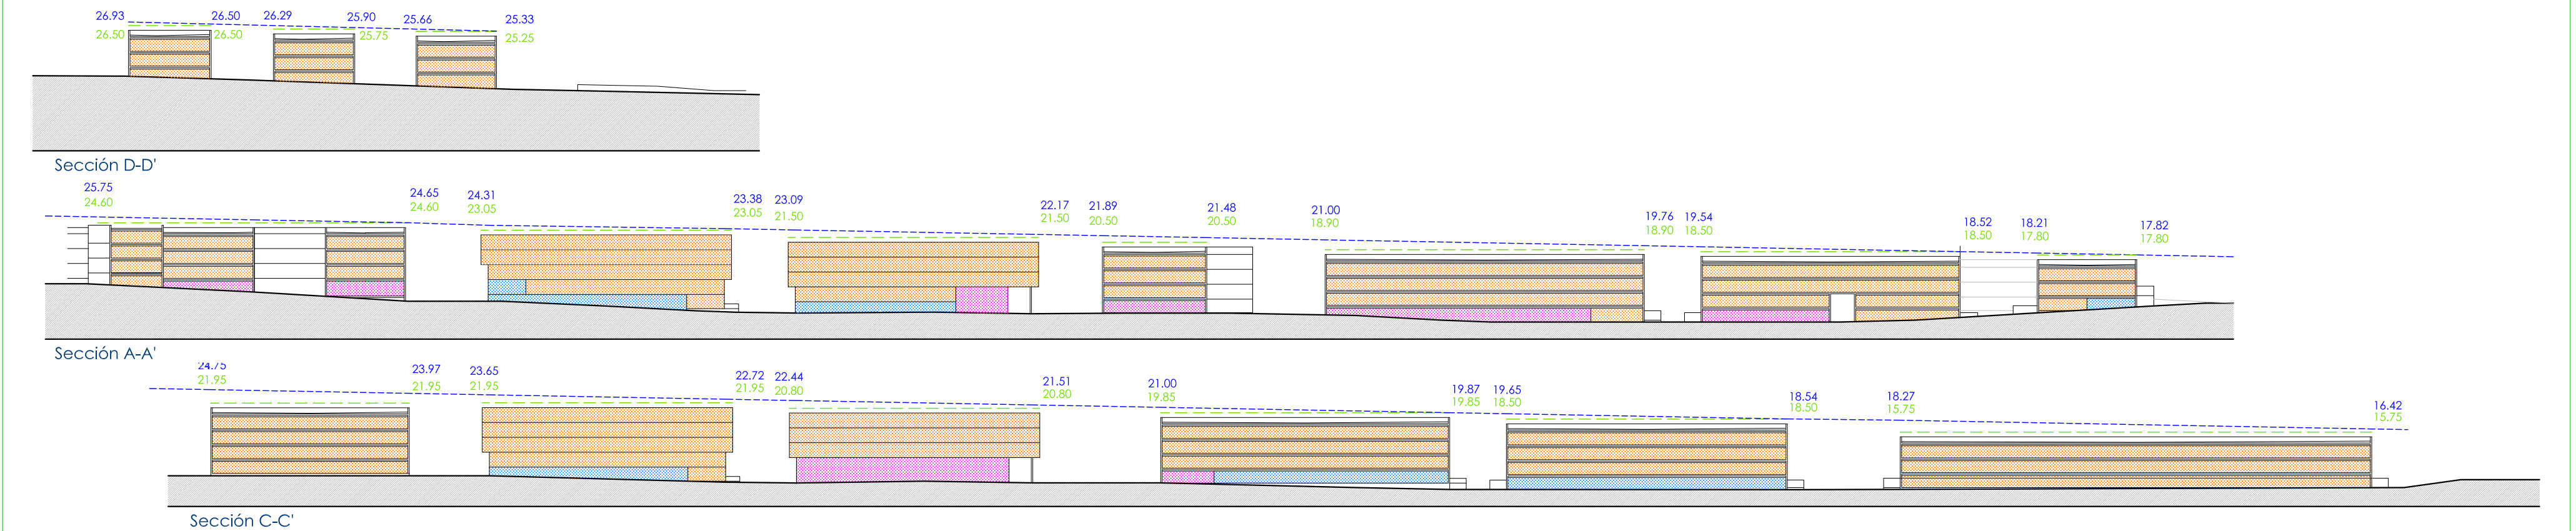 26.93 26.50 26.29 25.90 25.66 25.33
26.50 26.50 25.75 25.25
Sección D-D'
25.75 24.65 24.31 23.38 23.09 22.17 21.89 21.48 21.00 19.76 19.54 18.52 18.21 17.82
24.60 24.60 23.05 23.05 21.50 21.50 20.50 20.50 18.90 18.90 18.50 18.50 17.80 17.80
Sección A-A'
24.75 23.97 23.65 22.72 22.44 21.51 21.00 19.87 19.65 18.54 18.27 16.42
21.95 21.95 21.95 21.95 20.80 20.80 19.85 19.85 18.50 18.50 15.75 15.75
Sección C-C'